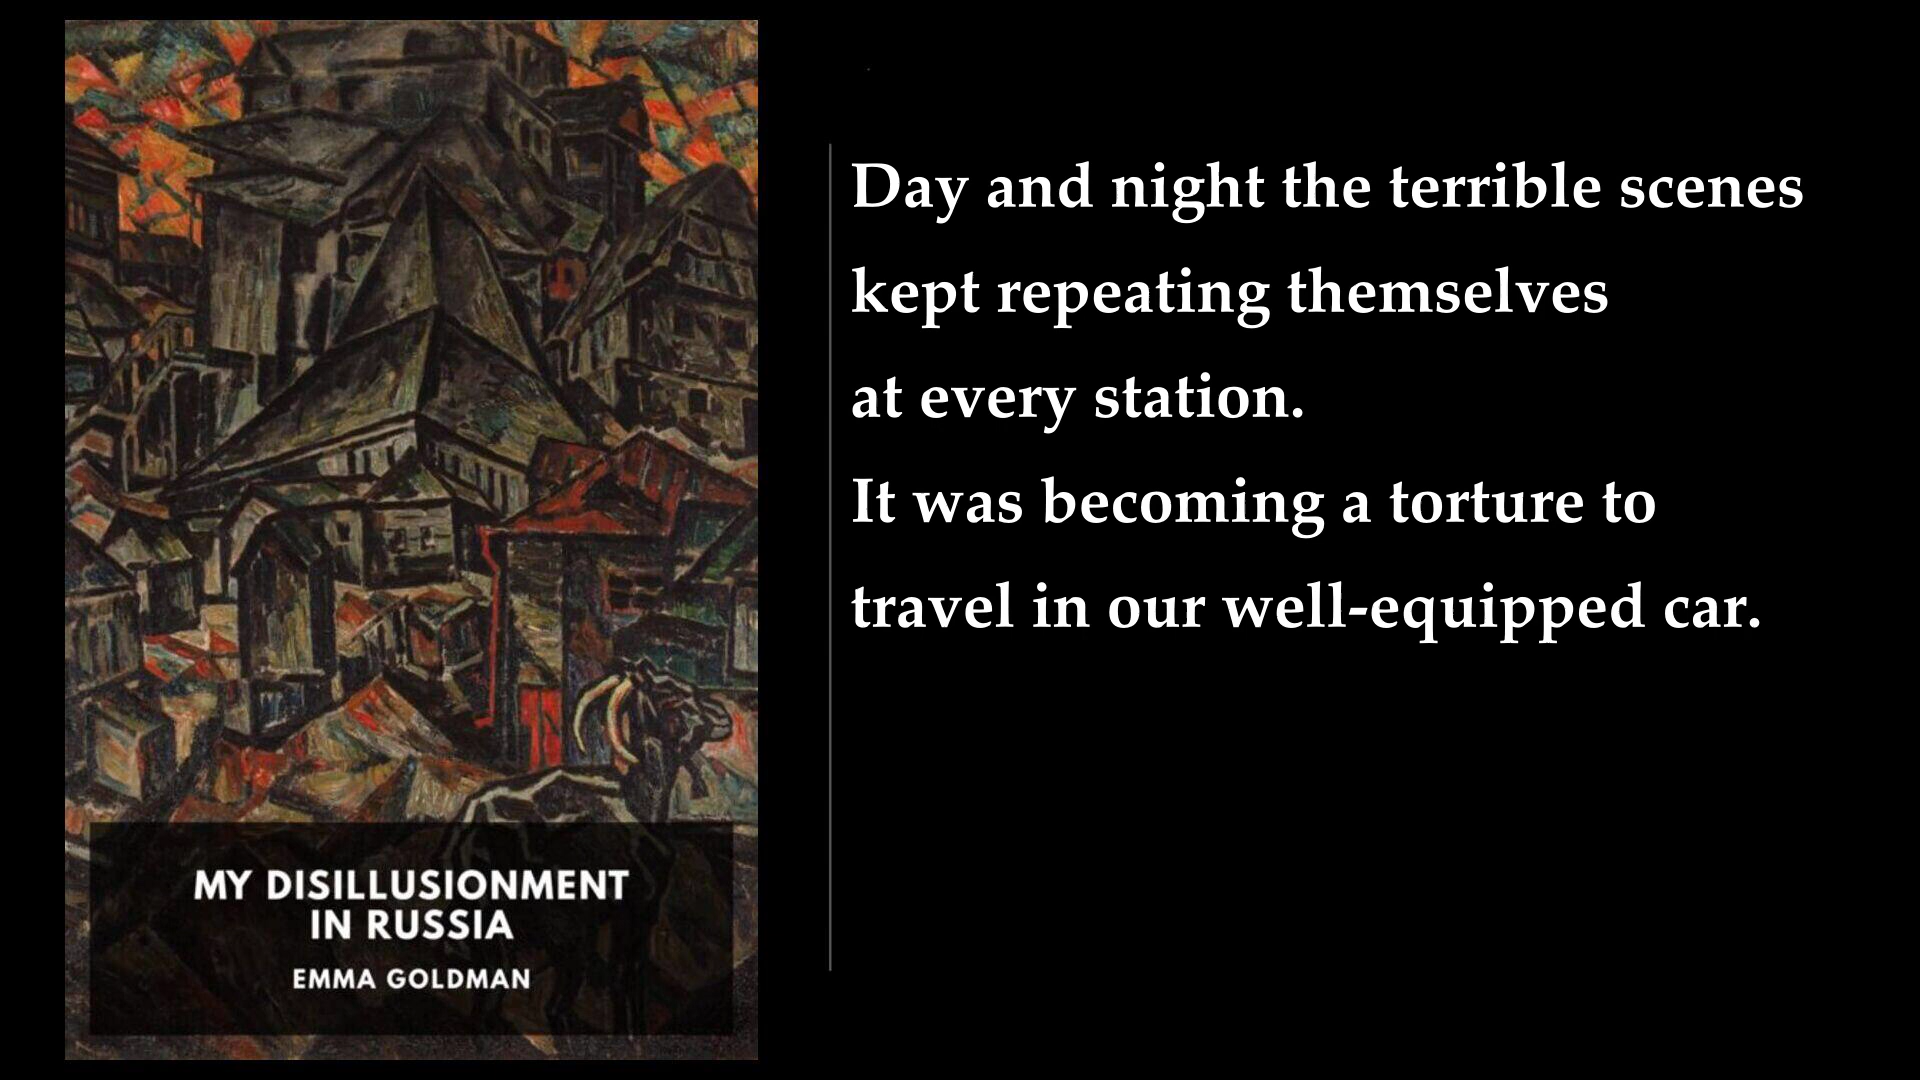 MY DISILLUSIONMENT
IN RUSSIA
EMMA GOLDMAN
Day and night the terrible scenes
kept repeating themselves
at every station.
It was becoming a torture to
travel in our well-equipped car.